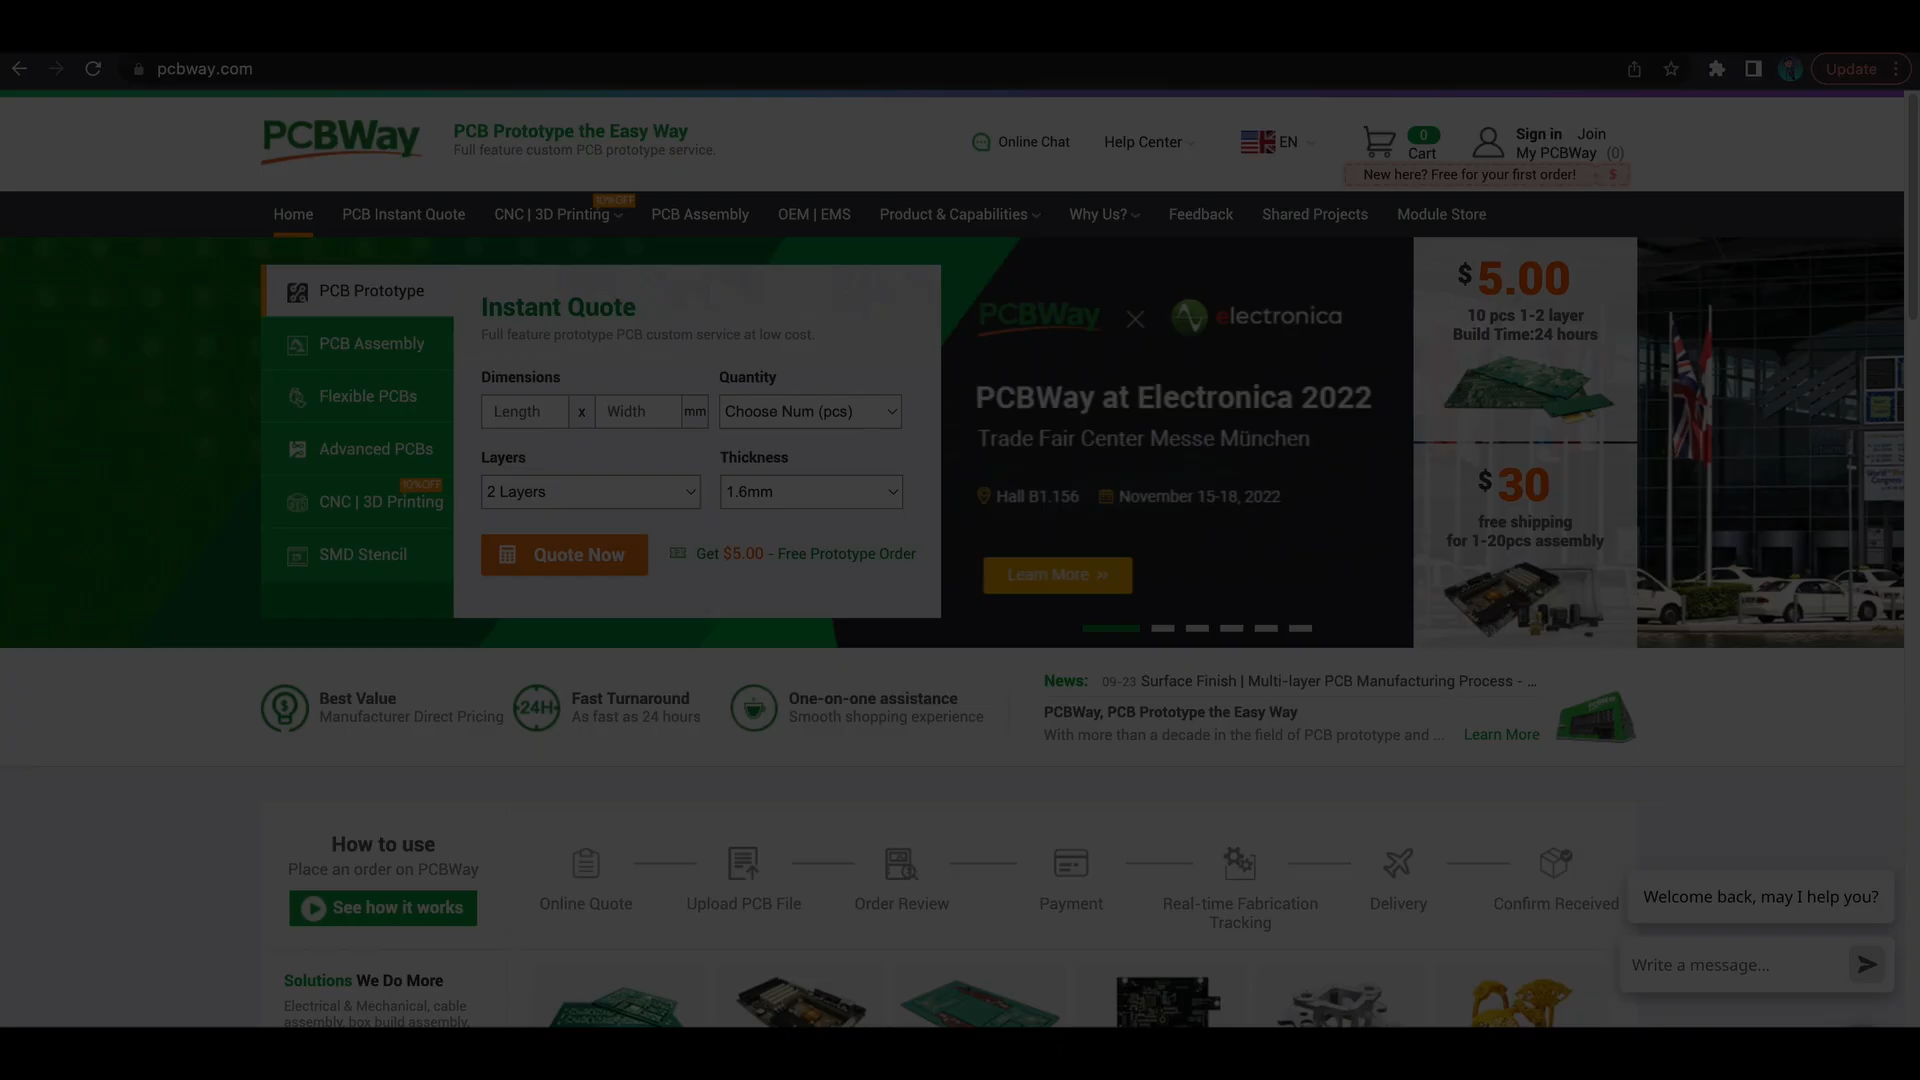 pcbway.com
Update
PCBWay
PCB Prototype the Easy Way
Full feature custom PCB prototype service.
Online Chat
Help Center
EN
0
Cart
Sign in Join
My PCBWay (0)
New here? Free for your first order! $
Home
PCB Instant Quote
CNC | 3D Printing
10%OFF
PCB Assembly
OEM | EMS
Product & Capabilities
Why Us?
Feedback
Shared Projects
Module Store
PCB Prototype
PCB Assembly
Flexible PCBs
Advanced PCBs
10%OFF
CNC | 3D Printing
SMD Stencil
Instant Quote
Full feature prototype PCB custom service at low cost.
Dimensions
Quantity
Length x Width mm
Choose Num (pcs)
Layers
Thickness
2 Layers
1.6mm
Quote Now
Get $5.00 - Free Prototype Order
PCBWay × electronica
PCBWay at Electronica 2022
Trade Fair Center Messe München
Hall B1.156 November 15-18, 2022
Learn More »
$5.00
10 pcs 1-2 layer
Build Time:24 hours
$30
free shipping
for 1-20pcs assembly
Best Value
Manufacturer Direct Pricing
24H
Fast Turnaround
As fast as 24 hours
One-on-one assistance
Smooth shopping experience
News: 09-23 Surface Finish | Multi-layer PCB Manufacturing Process - ...
PCBWay, PCB Prototype the Easy Way
With more than a decade in the field of PCB prototype and ... Learn More
How to use
Place an order on PCBWay
See how it works
Online Quote
Upload PCB File
Order Review
Payment
Real-time Fabrication
Tracking
Delivery
Confirm Received
Welcome back, may I help you?
Write a message...
Solutions We Do More
Electrical & Mechanical, cable
assembly, box build assembly,